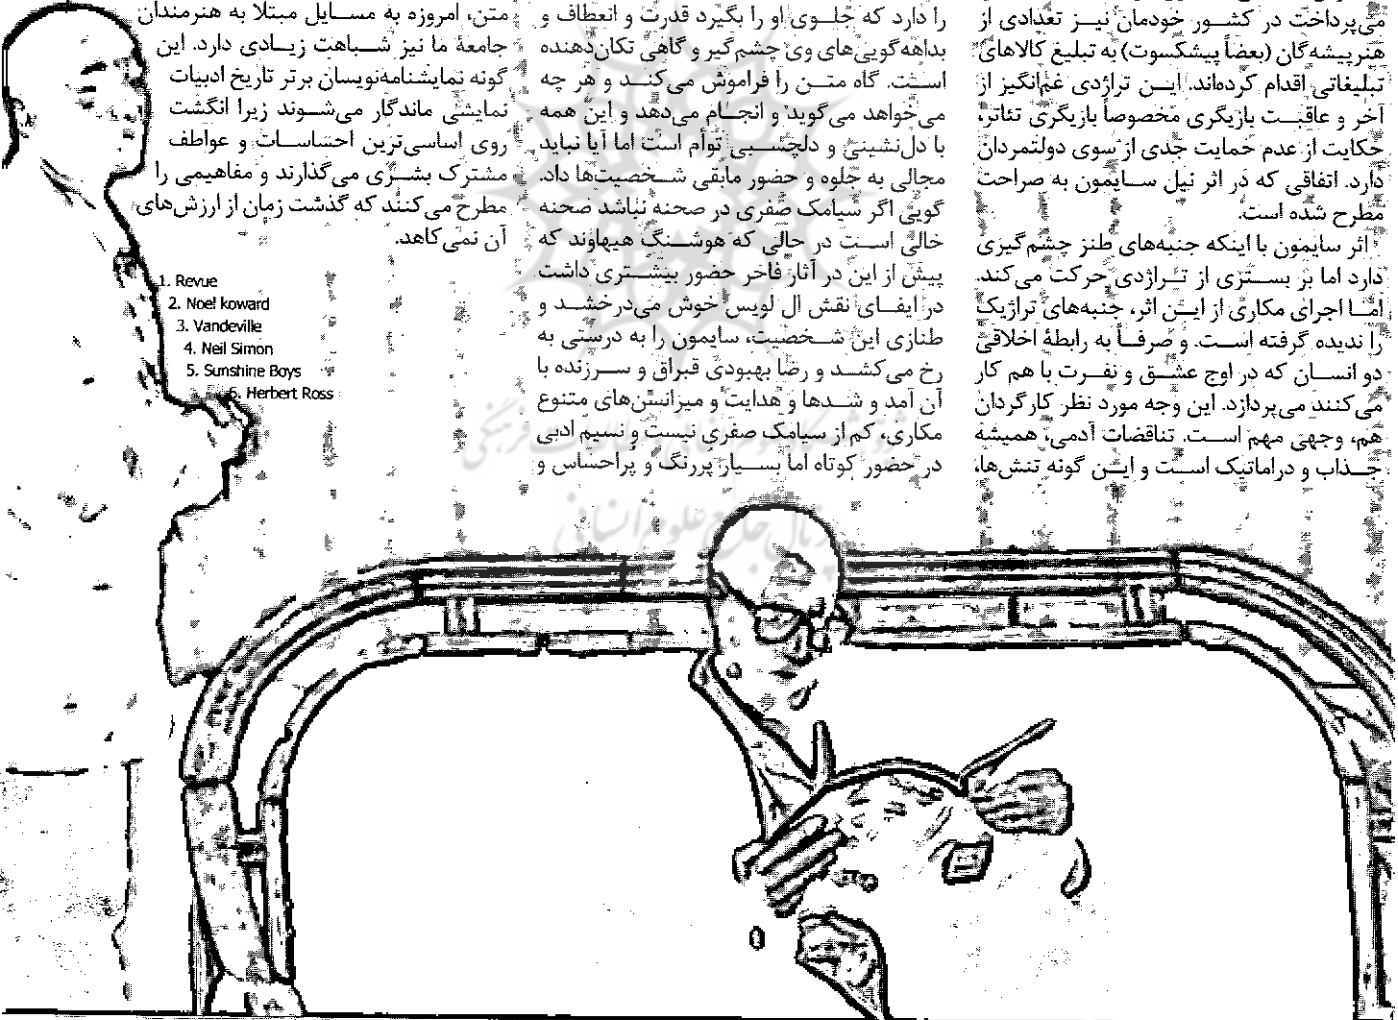 می‌پرداخت در کشور خودمان نیز تعدادی از
هنرپیشه‌گان (بعضاً پیشکسوت) به تبلیغ کالاهای
تبلیغاتی اقدام کرده‌اند. این تراژدی غم‌انگیز از
آخر و عاقبت بازیگری مخصوصاً بازیگری تئاتر،
حکایت از عدم حمایت جدی از سوی دولتمردان
دارد. اتفاقی که در اثر نیل سایمون به صراحت
مطرح شده است.
اثر سایمون با اینکه جنبه‌های طنز چشم‌گیری
دارد اما بر بستری از تراژدی حرکت می‌کند.
اما اجرای مکاری از این اثر، جنبه‌های تراژیک
را ندیده گرفته است. و صرفاً به رابطهٔ اخلاقی
دو انسان که در اوج عشق و نفرت با هم کار
می‌کنند می‌پردازد. این وجه مورد نظر کارگردان
هم، وجهی مهم است. تناقضات آدمی، همیشه
جذاب و دراماتیک است و این گونه تنش‌ها،
را دارد که جلوی او را بگیرد قدرت و انعطاف و
بداهه‌گویی‌های وی چشم‌گیر و گاهی تکان‌دهنده
است. گاه متن را فراموش می‌کند و هر چه
می‌خواهد می‌گوید و انجام می‌دهد و این همه
با دل‌نشینی و دلچسبی توأم است اما آیا نباید
مجالی به جلوه و حضور مابقی شخصیت‌ها داد.
گویی اگر سیامک صفری در صحنه نباشد صحنه
خالی است در حالی که هوشنگ هیهاوند که
پیش از این در آثار فاخر حضور بیشتری داشت
در ایفای نقش ال لویس خوش می‌درخشد و
طنازی این شخصیت، سایمون را به درستی به
رخ می‌کشد و رضا بهبودی قبراق و سرزنده با
آن آمد و شدها و هدایت و میزانسن‌های متنوع
مکاری، کم از سیامک صفری نیست و نسیم ادبی
در حضور کوتاه اما بسیار پررنگ و پراحساس و
متن، امروزه به مسایل مبتلا به هنرمندان
جامعهٔ ما نیز شباهت زیادی دارد. این
گونه نمایشنامه‌نویسان برتر تاریخ ادبیات
نمایشی ماندگار می‌شوند زیرا انگشت
روی اساسی‌ترین احساسات و عواطف
مشترک بشری می‌گذارند و مفاهیمی را
مطرح می‌کنند که گذشت زمان از ارزش‌های
آن نمی‌کاهد.
1. Revue
2. Noel koward
3. Vandeville
4. Neil Simon
5. Sunshine Boys
6. Herbert Ross
پرتال جامع علوم انسانی